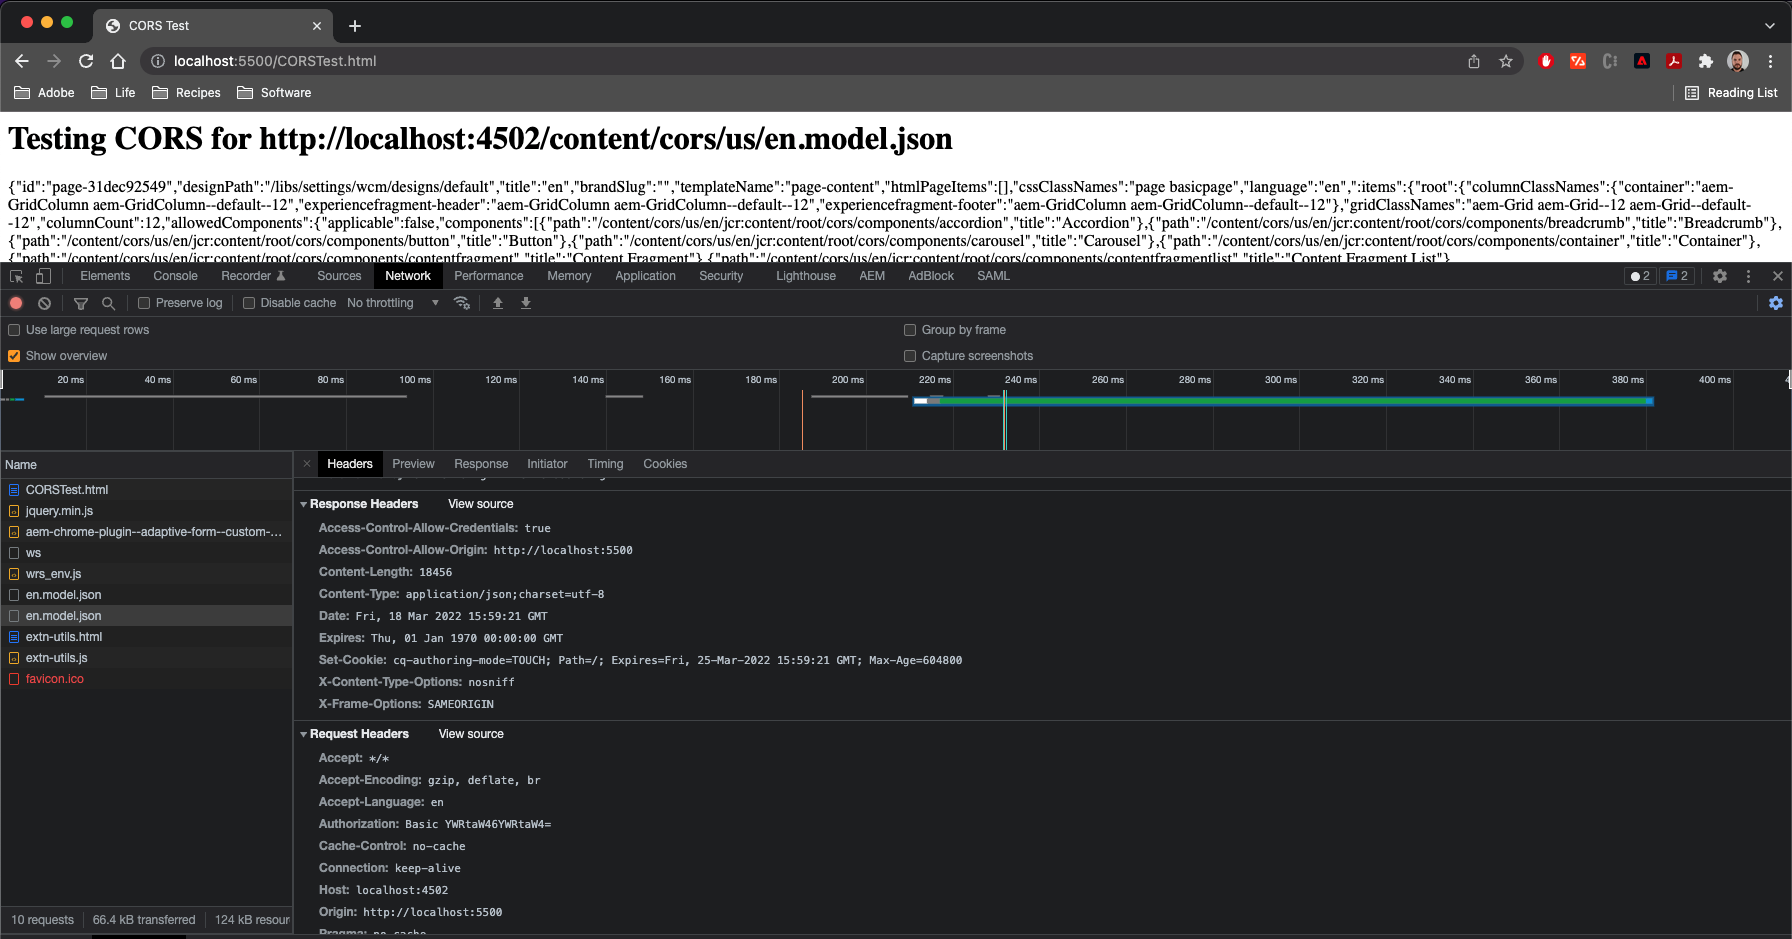 CORS Test
localhost:5500/CORSTest.html
Adobe Life Recipes Software Reading List
Testing CORS for http://localhost:4502/content/cors/us/en.model.json
{"id":"page-31dec92549","designPath":"/libs/settings/wcm/designs/default","title":"en","brandSlug":"","templateName":"page-content","htmlPageItems":[],"cssClassNames":"page basicpage","language":"en",":items":{"root":{"columnClassNames":{"container":"aem-
GridColumn aem-GridColumn--default--12","experiencefragment-header":"aem-GridColumn aem-GridColumn--default--12","experiencefragment-footer":"aem-GridColumn aem-GridColumn--default--12"},"gridClassNames":"aem-Grid aem-Grid--12 aem-Grid--default-
-12","columnCount":12,"allowedComponents":{"applicable":false,"components":[{"path":"/content/cors/us/en/jcr:content/root/cors/components/accordion","title":"Accordion"},{"path":"/content/cors/us/en/jcr:content/root/cors/components/breadcrumb","title":"Breadcrumb"},
{"path":"/content/cors/us/en/jcr:content/root/cors/components/button","title":"Button"},{"path":"/content/cors/us/en/jcr:content/root/cors/components/carousel","title":"Carousel"},{"path":"/content/cors/us/en/jcr:content/root/cors/components/container","title":"Container"},
{"path":"/content/cors/us/en/jcr:content/root/cors/components/contentfragment","title":"Content Fragment"},{"path":"/content/cors/us/en/jcr:content/root/cors/components/contentfragmentlist","title":"Content Fragment List"},
Elements Console Recorder Sources Network Performance Memory Application Security Lighthouse AEM AdBlock SAML 2 2
Preserve log Disable cache No throttling
Use large request rows Group by frame
Show overview Capture screenshots
20 ms 40 ms 60 ms 80 ms 100 ms 120 ms 140 ms 160 ms 180 ms 200 ms 220 ms 240 ms 260 ms 280 ms 300 ms 320 ms 340 ms 360 ms 380 ms 400 ms
Name
CORSTest.html
jquery.min.js
aem-chrome-plugin--adaptive-form--custom-...
ws
wrs_env.js
en.model.json
en.model.json
extn-utils.html
extn-utils.js
favicon.ico
10 requests 66.4 kB transferred 124 kB resour
Headers Preview Response Initiator Timing Cookies
Response Headers View source
Access-Control-Allow-Credentials: true
Access-Control-Allow-Origin: http://localhost:5500
Content-Length: 18456
Content-Type: application/json;charset=utf-8
Date: Fri, 18 Mar 2022 15:59:21 GMT
Expires: Thu, 01 Jan 1970 00:00:00 GMT
Set-Cookie: cq-authoring-mode=TOUCH; Path=/; Expires=Fri, 25-Mar-2022 15:59:21 GMT; Max-Age=604800
X-Content-Type-Options: nosniff
X-Frame-Options: SAMEORIGIN
Request Headers View source
Accept: */*
Accept-Encoding: gzip, deflate, br
Accept-Language: en
Authorization: Basic YWRtaW46YWRtaW4=
Cache-Control: no-cache
Connection: keep-alive
Host: localhost:4502
Origin: http://localhost:5500
Pragma: no-cache